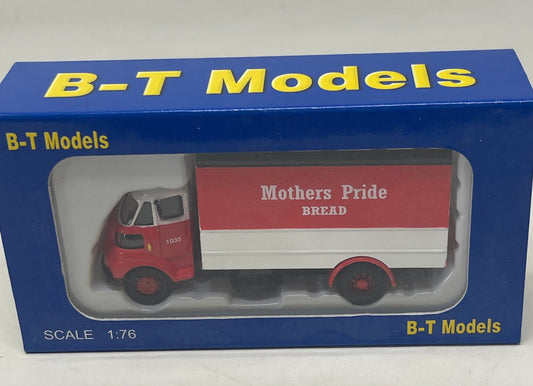 B-T Models
B-T Models
Mothers Pride
BREAD
1035
SCALE 1:76
B-T Models